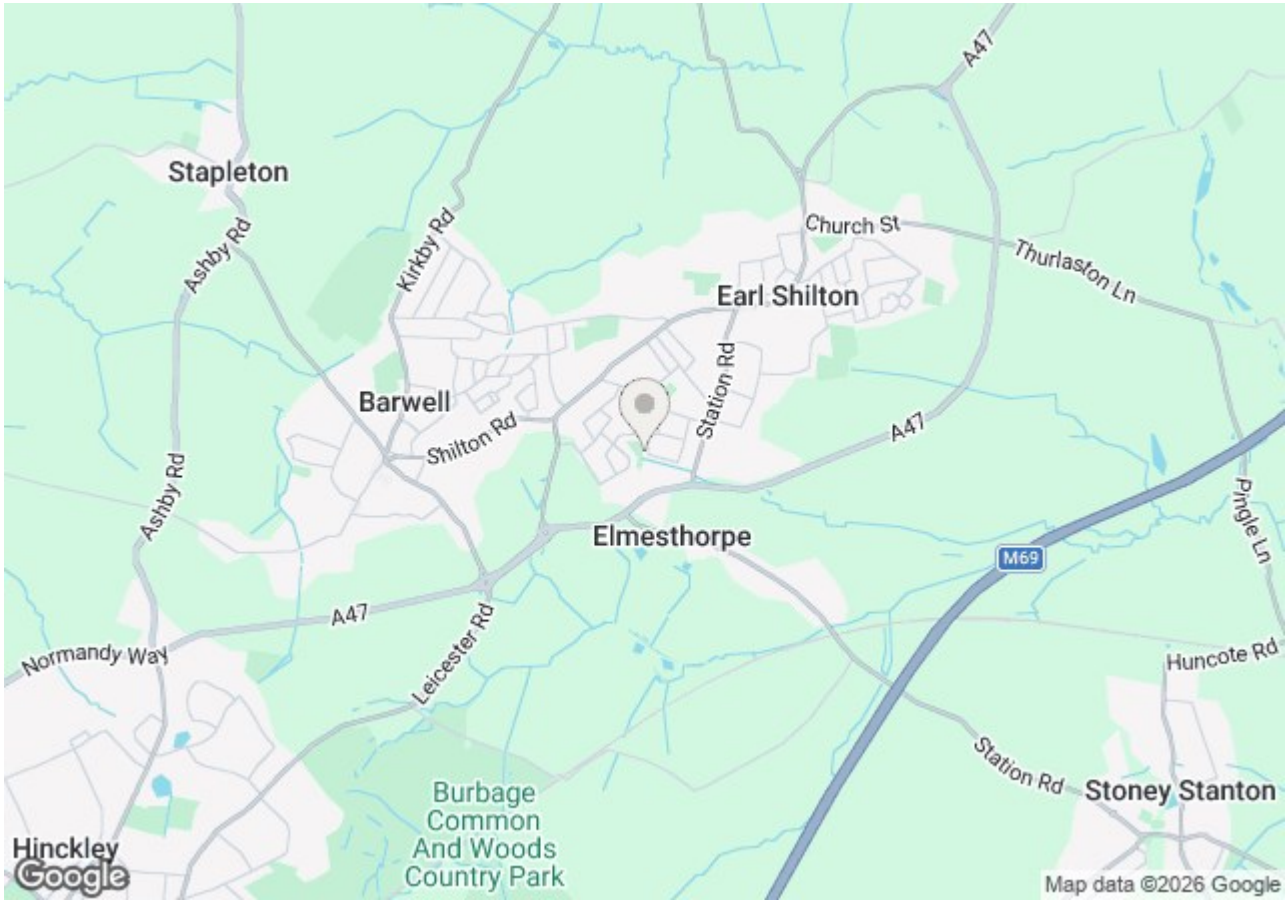 A47
Stapleton
Kirkby Rd
Ashby Rd
Church St
Thurlaston Ln
Earl Shilton
Station Rd
Barwell
Shilton Rd
A47
Ashby Rd
Pingle Ln
Elmesthorpe
M69
A47
Leicester Rd
Normandy Way
Huncote Rd
Station Rd
Stoney Stanton
Burbage
Common
And Woods
Country Park
Hinckley
Google
Map data ©2026 Google